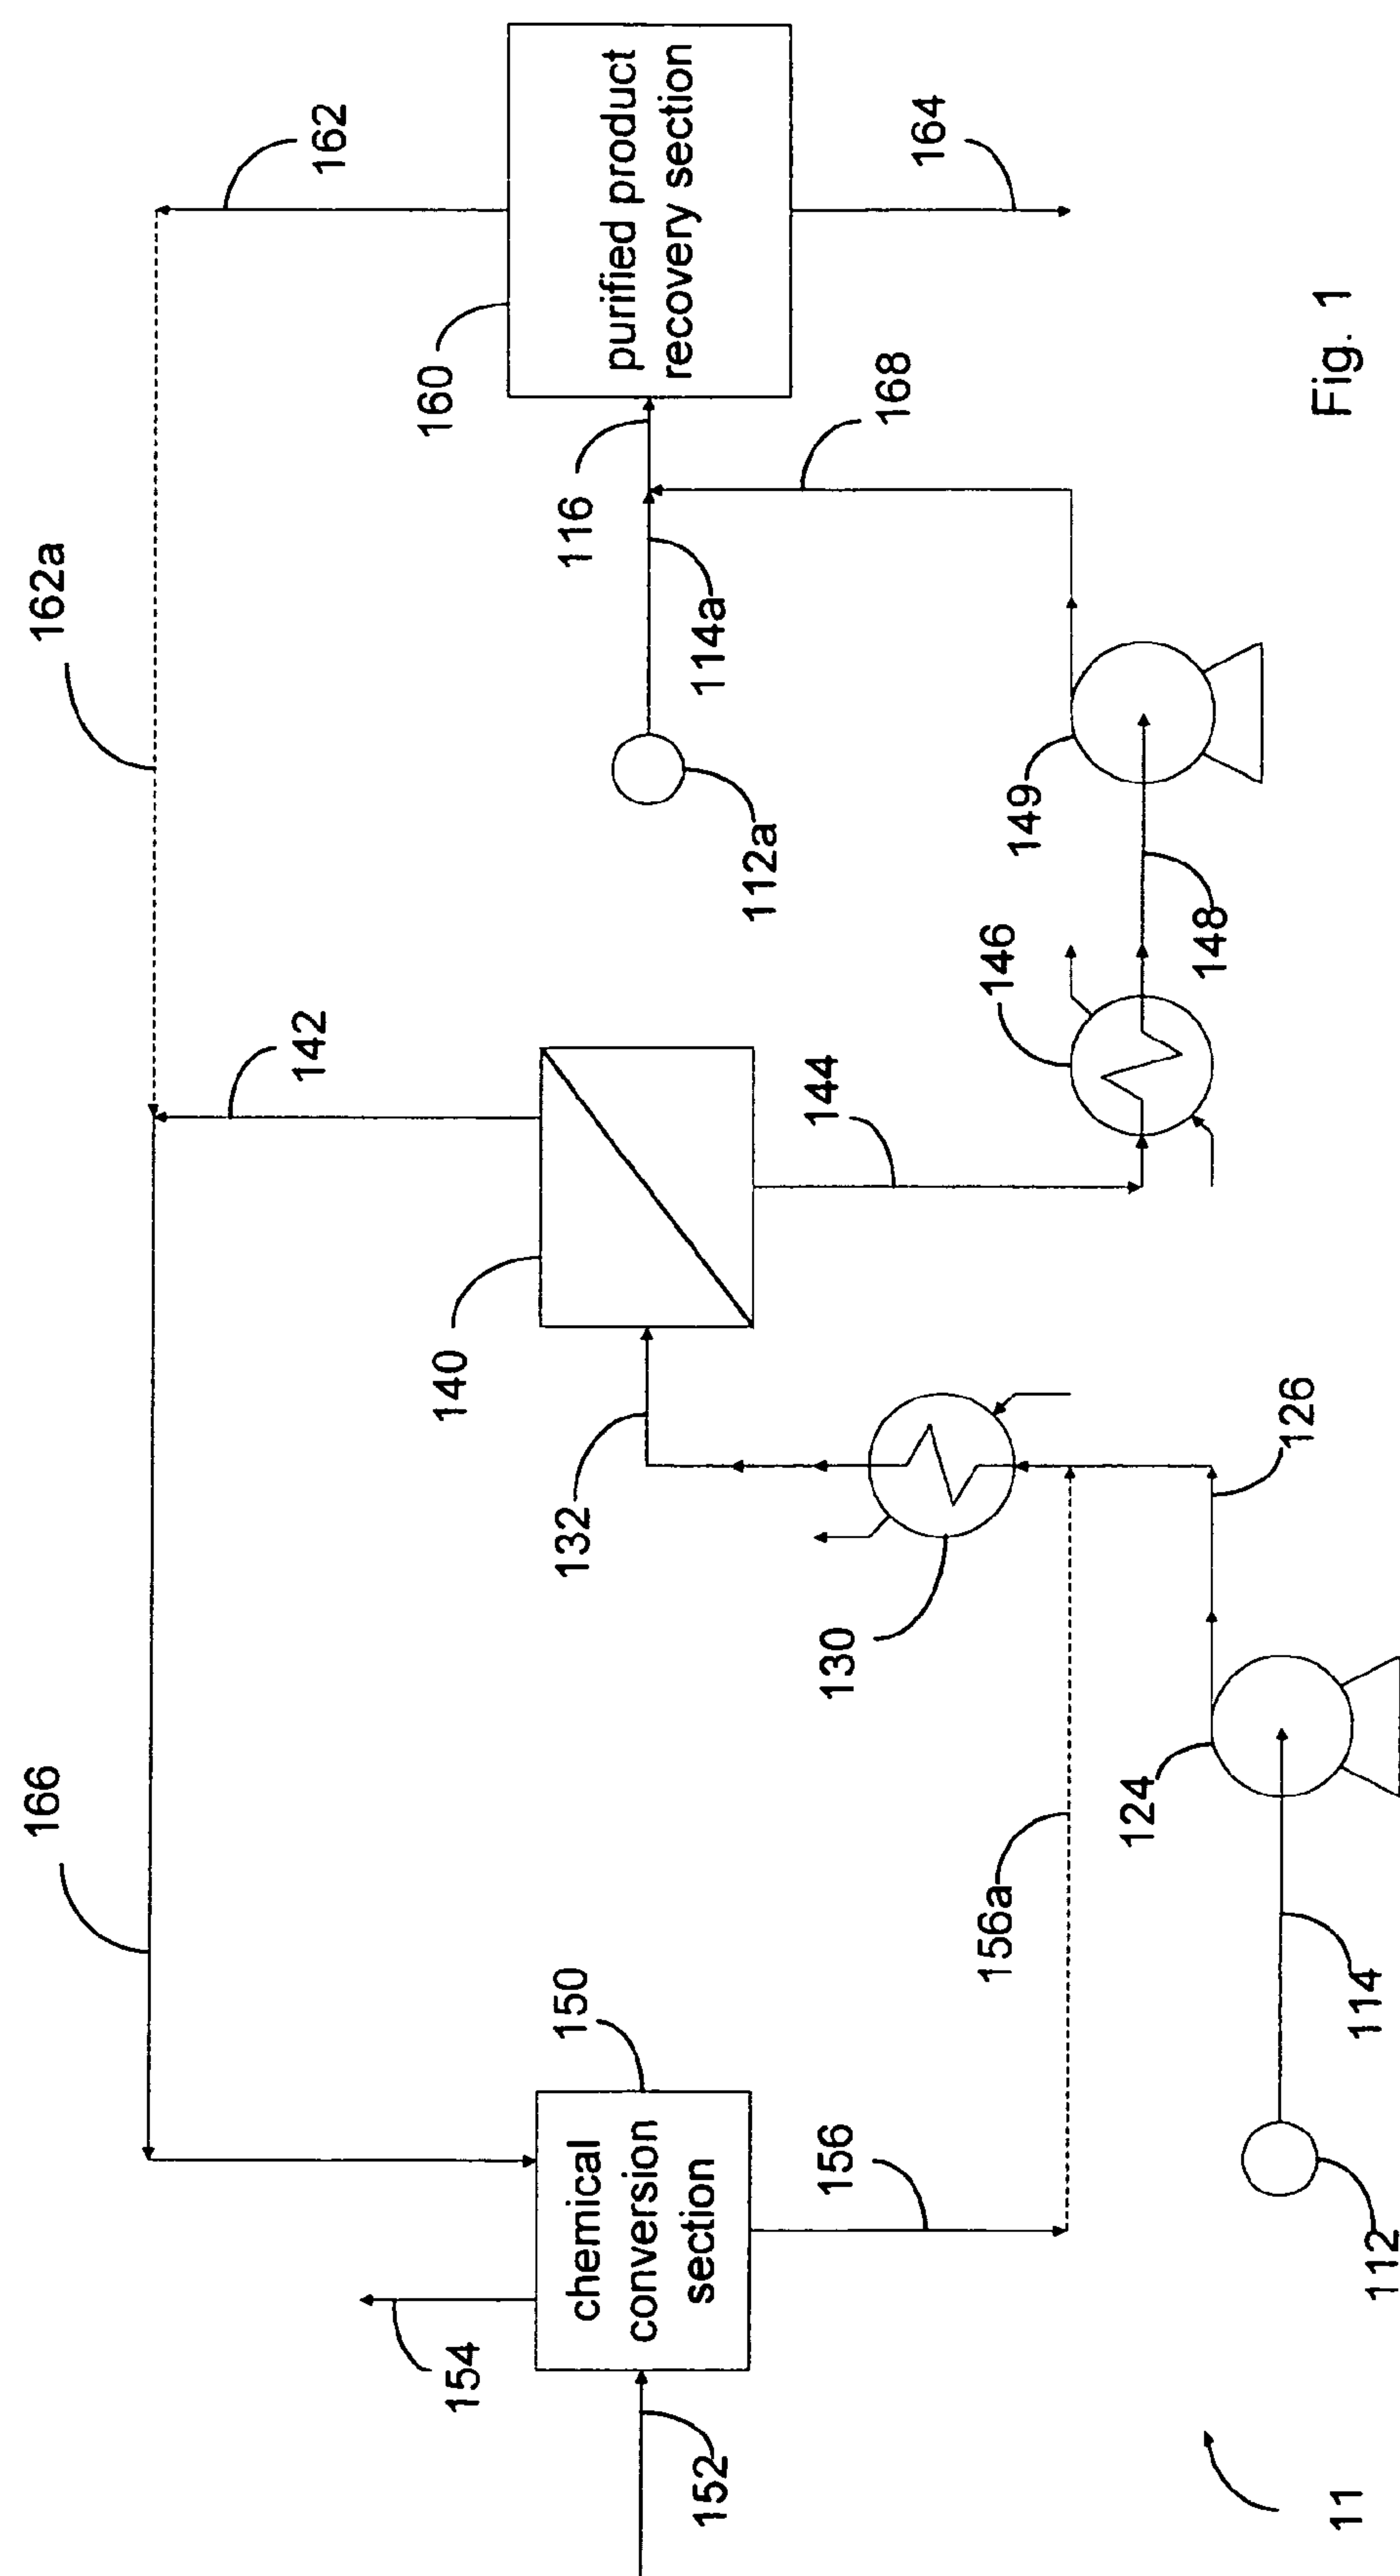 166
162a
142
162
154
140
160
150
132
116
chemical
conversion
section
purified product
recovery section
152
114a
112a
156
130
144
168
164
156a
146
149
124
148
126
Fig. 1
11
114
112